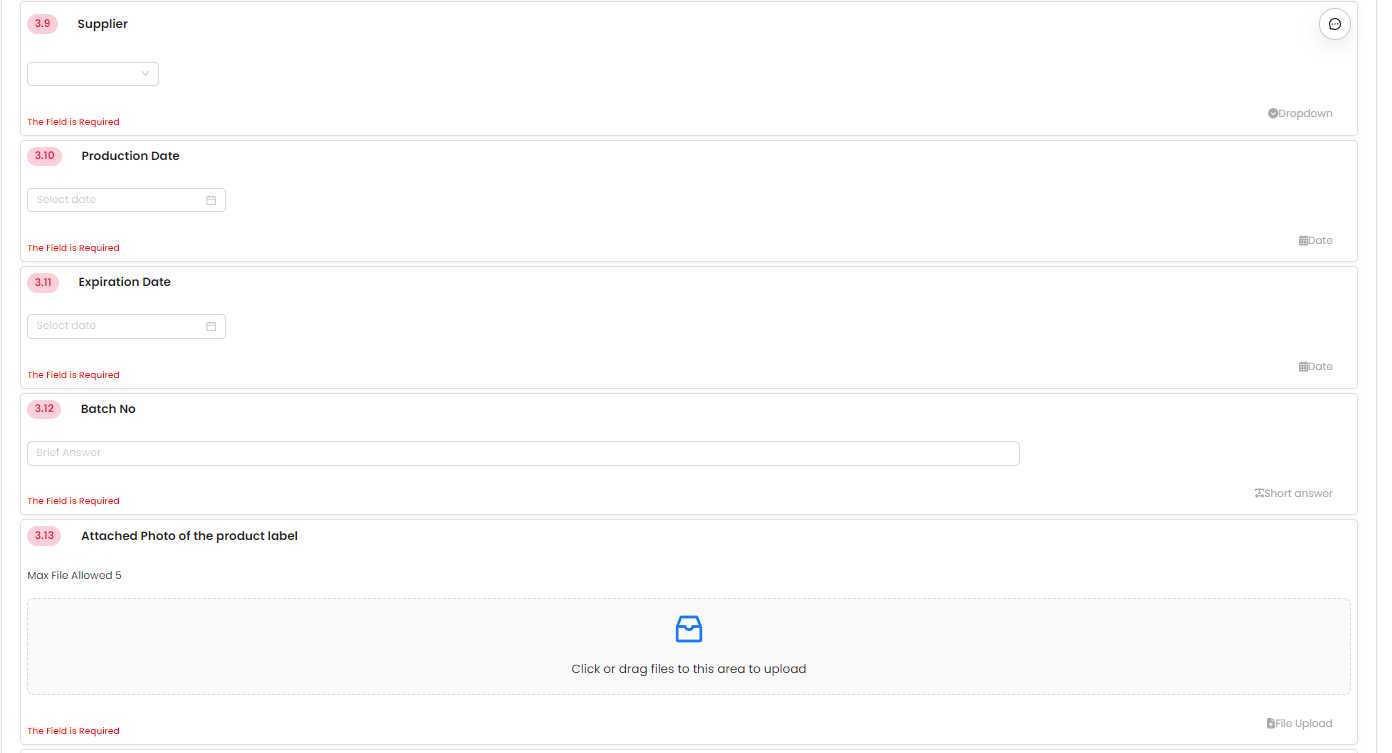 3.9 Supplier
Dropdown
The Field is Required
3.10 Production Date
Select date
Date
The Field is Required
3.11 Expiration Date
Select date
Date
The Field is Required
3.12 Batch No
Brief Answer
Short answer
The Field is Required
3.13 Attached Photo of the product label
Max File Allowed 5
Click or drag files to this area to upload
File Upload
The Field is Required